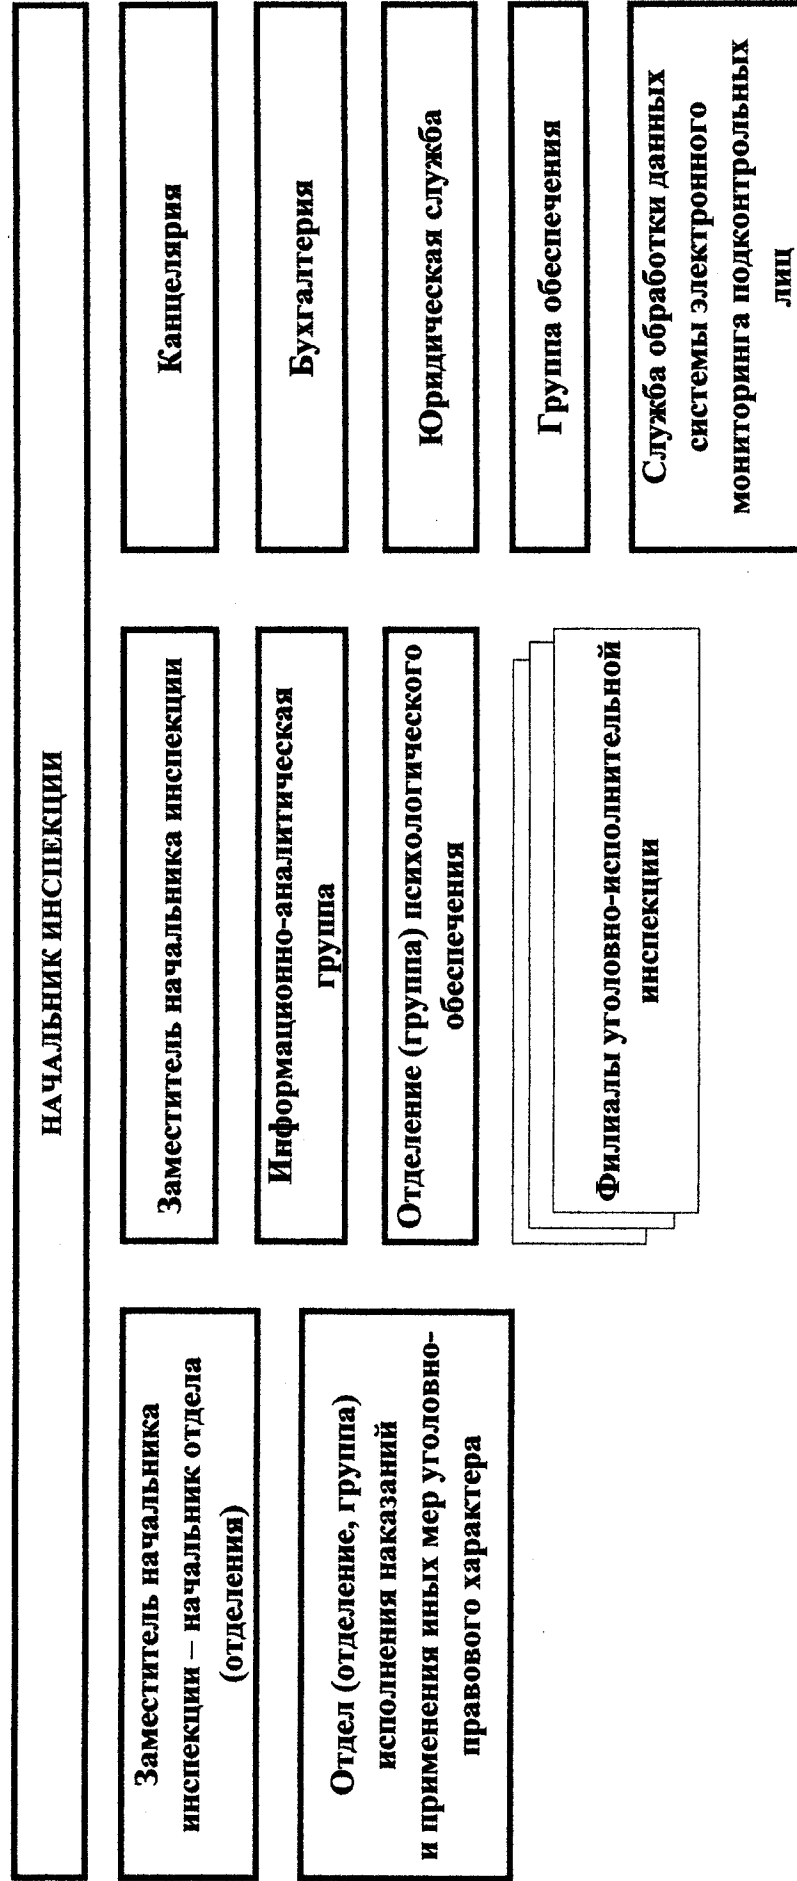 НАЧАЛЬНИК ИНСПЕКЦИИ
Заместитель начальника
инспекции – начальник отдела
(отделения)
Отдел (отделение, группа)
исполнения наказаний
и применения иных мер уголовно-
правового характера
Заместитель начальника инспекции
Информационно-аналитическая
группа
Отделение (группа) психологического
обеспечения
Филиалы уголовно-исполнительной
инспекции
Канцелярия
Бухгалтерия
Юридическая служба
Группа обеспечения
Служба обработки данных
системы электронного
мониторинга подконтрольных
лиц